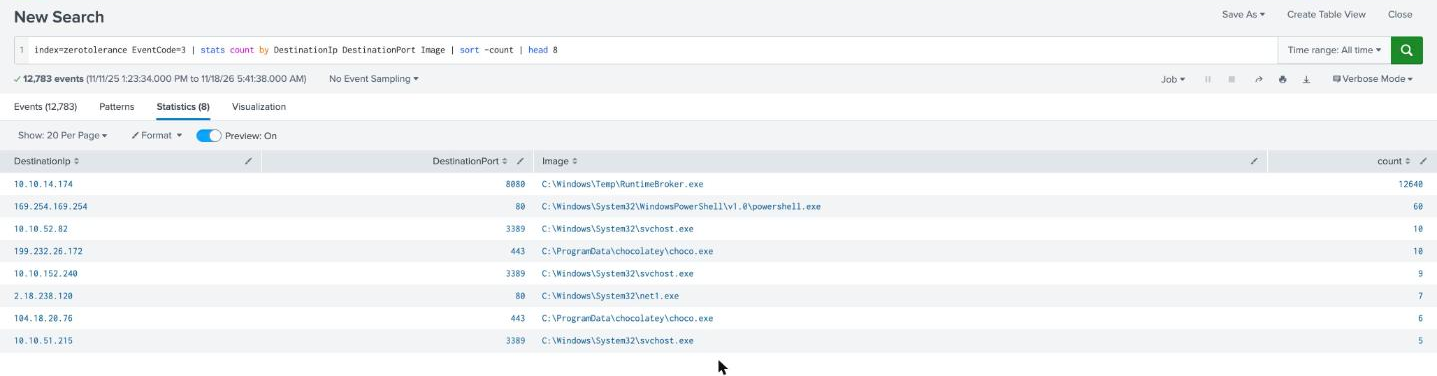 New Search
Save As Create Table View Close
1 index=zerotolerance EventCode=3 | stats count by DestinationIp DestinationPort Image | sort -count | head 8
Time range: All time
12,783 events (11/11/25 1:23:34.000 PM to 11/18/26 5:41:38.000 AM) No Event Sampling
Job Verbose Mode
Events (12,783) Patterns Statistics (8) Visualization
Show: 20 Per Page Format Preview: On
DestinationIp DestinationPort Image count
10.10.14.174 8080 C:\Windows\Temp\RuntimeBroker.exe 12640
169.254.169.254 80 C:\Windows\System32\WindowsPowerShell\v1.0\powershell.exe 60
10.10.52.82 3389 C:\Windows\System32\svchost.exe 10
199.232.26.172 443 C:\ProgramData\chocolatey\choco.exe 10
10.10.152.240 3389 C:\Windows\System32\svchost.exe 9
2.18.238.120 80 C:\Windows\System32\net1.exe 7
104.18.20.76 443 C:\ProgramData\chocolatey\choco.exe 6
10.10.51.215 3389 C:\Windows\System32\svchost.exe 5